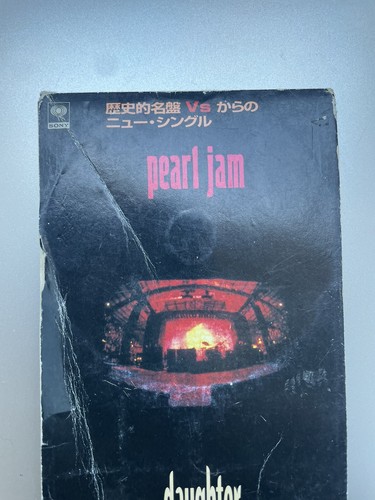 SONY
歴史的名盤 Vs からの
ニュー・シングル
pearl jam
daughter